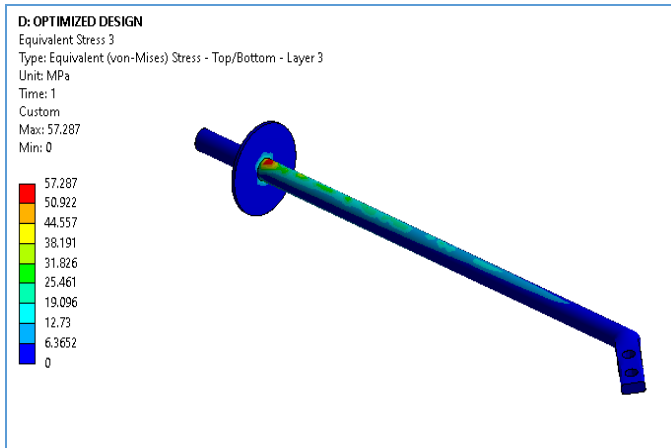 D: OPTIMIZED DESIGN
Equivalent Stress 3
Type: Equivalent (von-Mises) Stress - Top/Bottom - Layer 3
Unit: MPa
Time: 1
Custom
Max: 57.287
Min: 0
57.287
50.922
44.557
38.191
31.826
25.461
19.096
12.73
6.3652
0